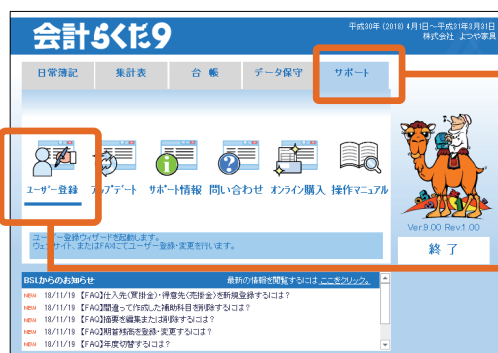 会計らくだ9
平成30年(2018) 4月1日~平成31年3月31日
株式会社 よつや家具
日常簿記 集計表 台 帳 データ保守 サポート
ユーザー登録 アップデート サポート情報 問い合わせ オンライン購入 操作マニュアル
ユーザー登録ウィザードを起動します。
ウェブサイト、またはFAXにてユーザー登録・変更を行います。
Ver9.00 Rev1.00
終 了
BSLからのお知らせ 最新の情報を閲覧するには、ここをクリック。
NEW 18/11/19 【FAQ】仕入先(買掛金)・得意先(売掛金)を新規登録するには?
NEW 18/11/19 【FAQ】間違って作成した補助科目を削除するには?
NEW 18/11/19 【FAQ】摘要を編集または削除するには?
NEW 18/11/19 【FAQ】期首残高を登録・変更するには?
NEW 18/11/19 【FAQ】年度切替するには?